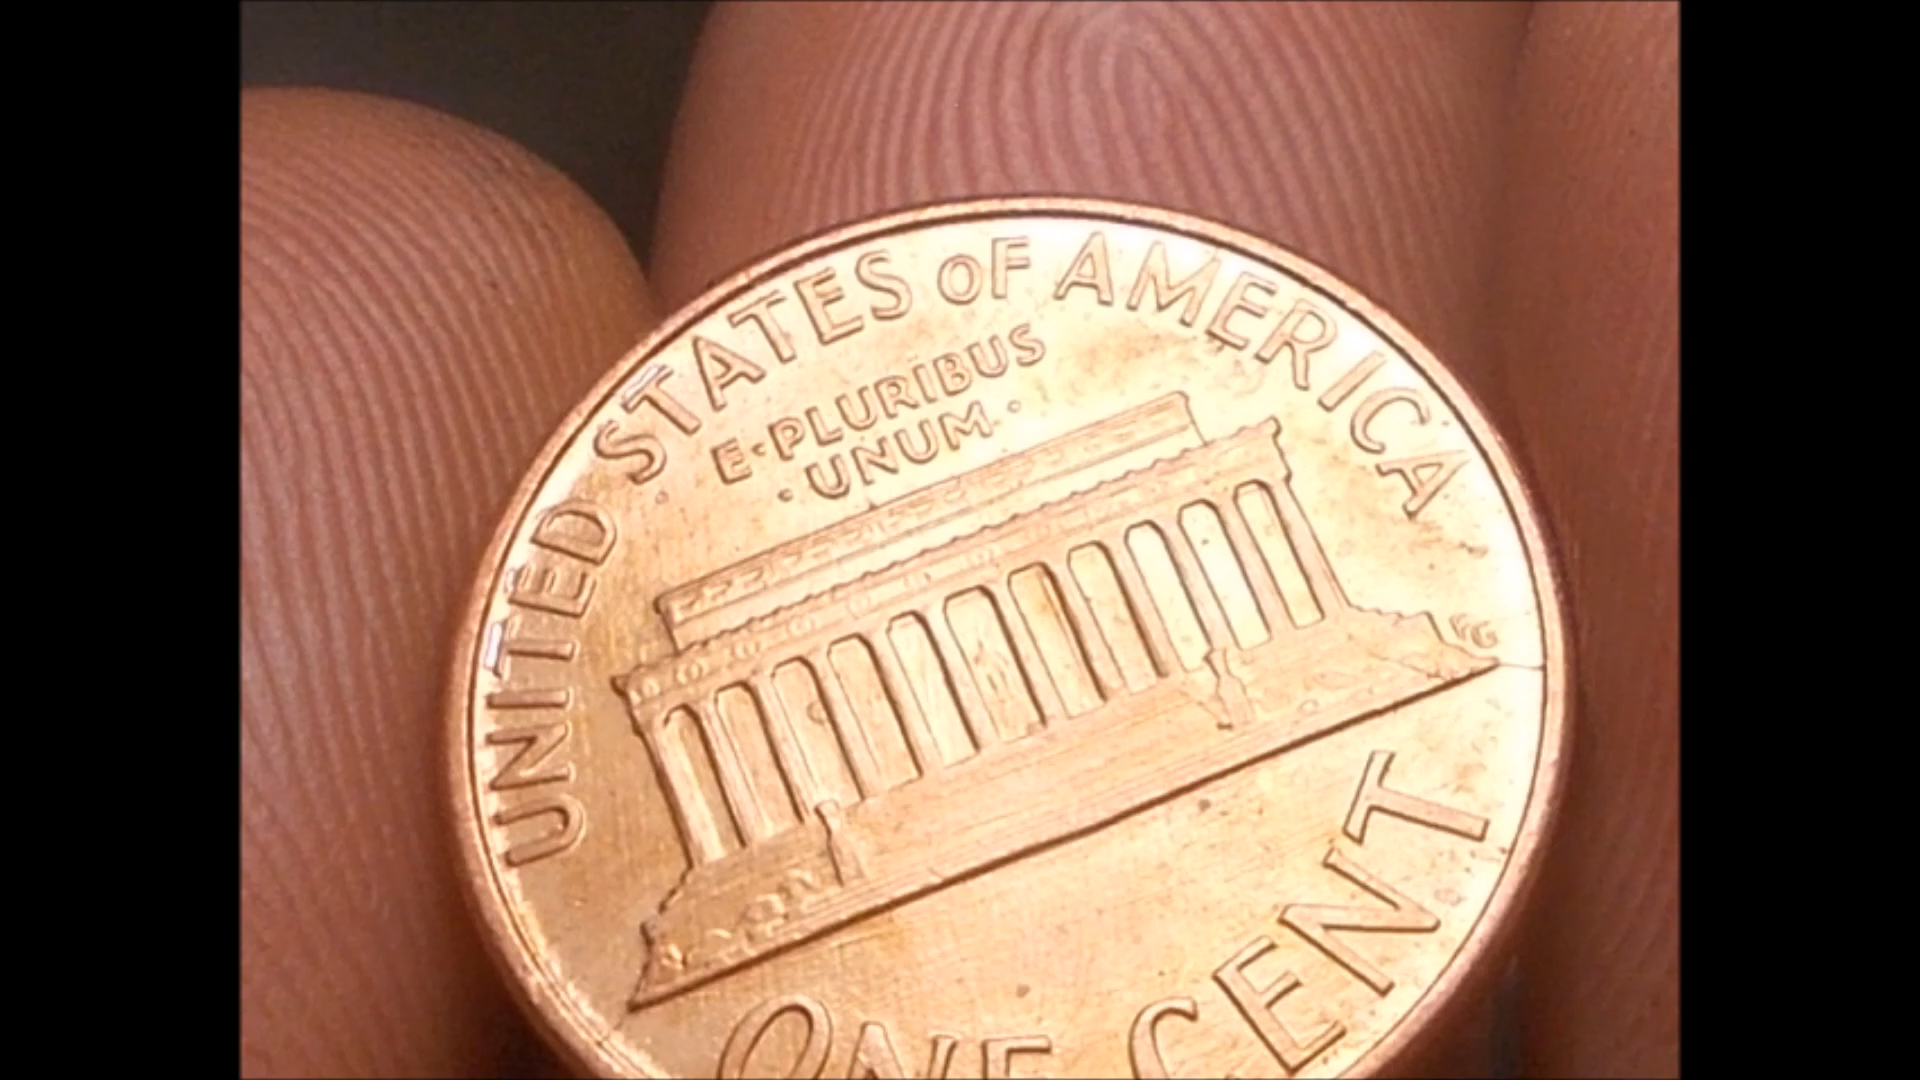 UNITED STATES OF AMERICA
E·PLURIBUS
·UNUM·
ONE CENT